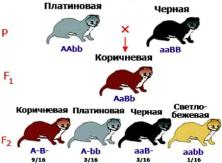 Платиновая Черная
P × 
AAbb aaBB
Коричневая
F1
AaBb
Коричневая Платиновая Черная Светло-бежевая
F2
A-B- A-bb aaB- aabb
9/16 3/16 3/16 1/16